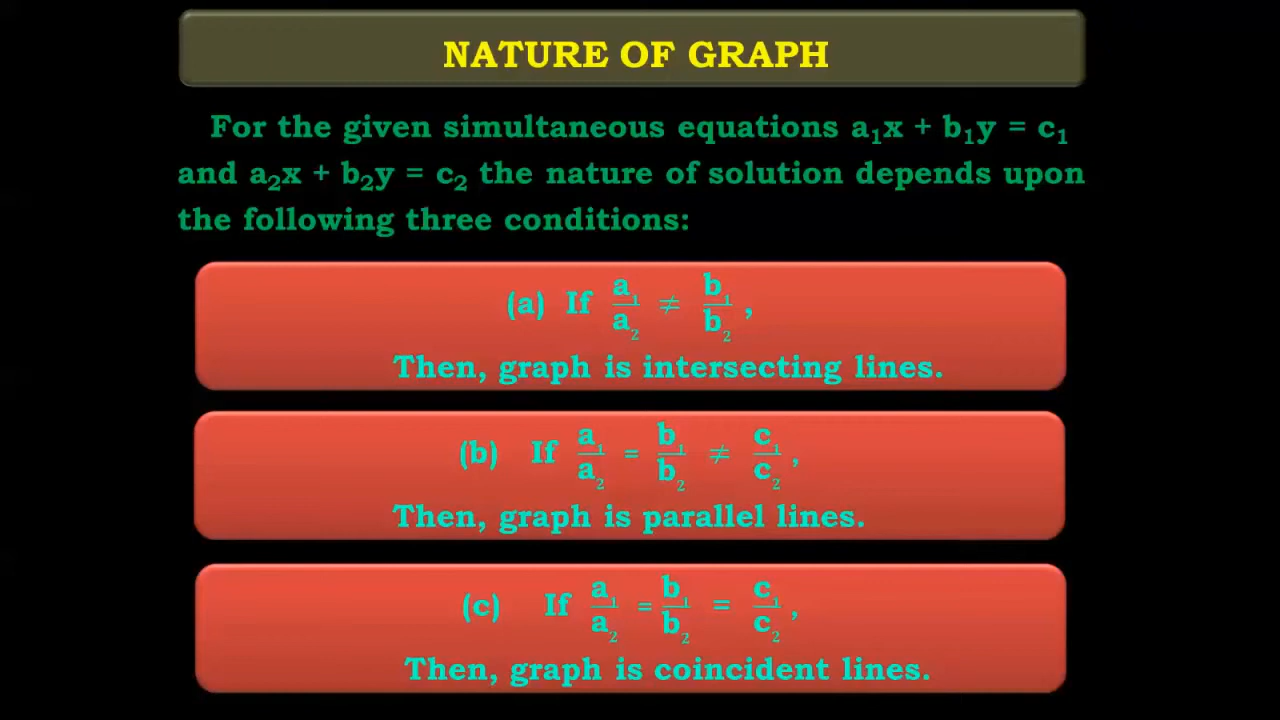 NATURE OF GRAPH
For the given simultaneous equations a₁x + b₁y = c₁
and a₂x + b₂y = c₂ the nature of solution depends upon
the following three conditions:
(a) If a₁/a₂ ≠ b₁/b₂ ,
Then, graph is intersecting lines.
(b) If a₁/a₂ = b₁/b₂ ≠ c₁/c₂ ,
Then, graph is parallel lines.
(c) If a₁/a₂ = b₁/b₂ = c₁/c₂ ,
Then, graph is coincident lines.